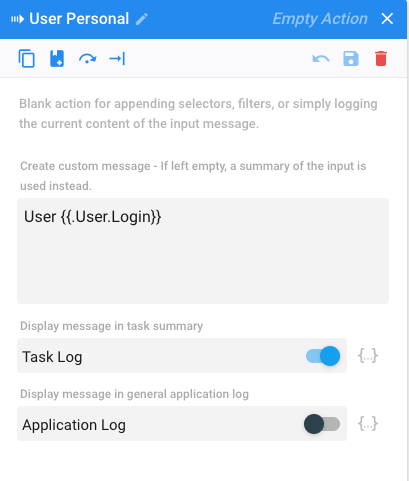 User Personal
Empty Action
Blank action for appending selectors, filters, or simply logging
the current content of the input message.
Create custom message - If left empty, a summary of the input is
used instead.
User {{.User.Login}}
Display message in task summary
Task Log
{...}
Display message in general application log
Application Log
{...}